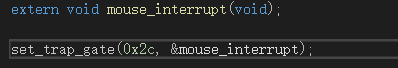 extern void mouse_interrupt(void);
set_trap_gate(0x2c, &mouse_interrupt);